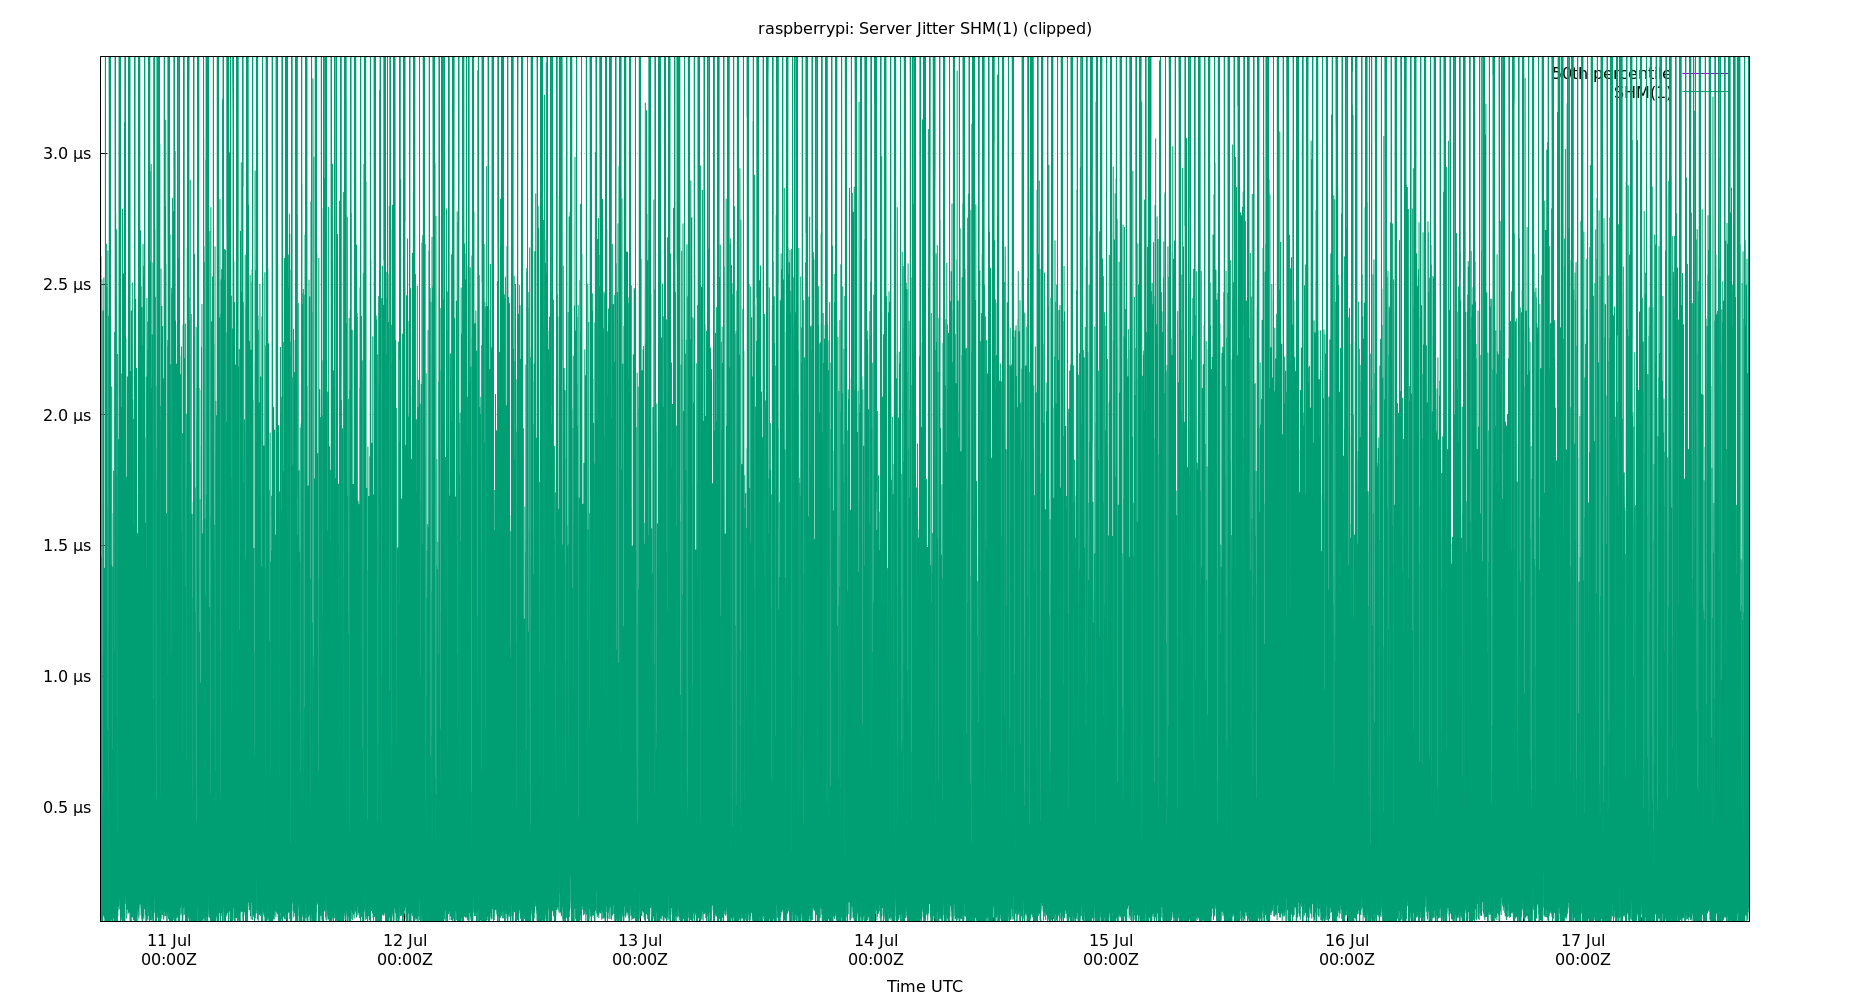 raspberrypi: Server Jitter SHM(1) (clipped)
50th percentile
SHM(1)
3.0 µs
2.5 µs
2.0 µs
1.5 µs
1.0 µs
0.5 µs
11 Jul 12 Jul 13 Jul 14 Jul 15 Jul 16 Jul 17 Jul
00:00Z 00:00Z 00:00Z 00:00Z 00:00Z 00:00Z 00:00Z
Time UTC